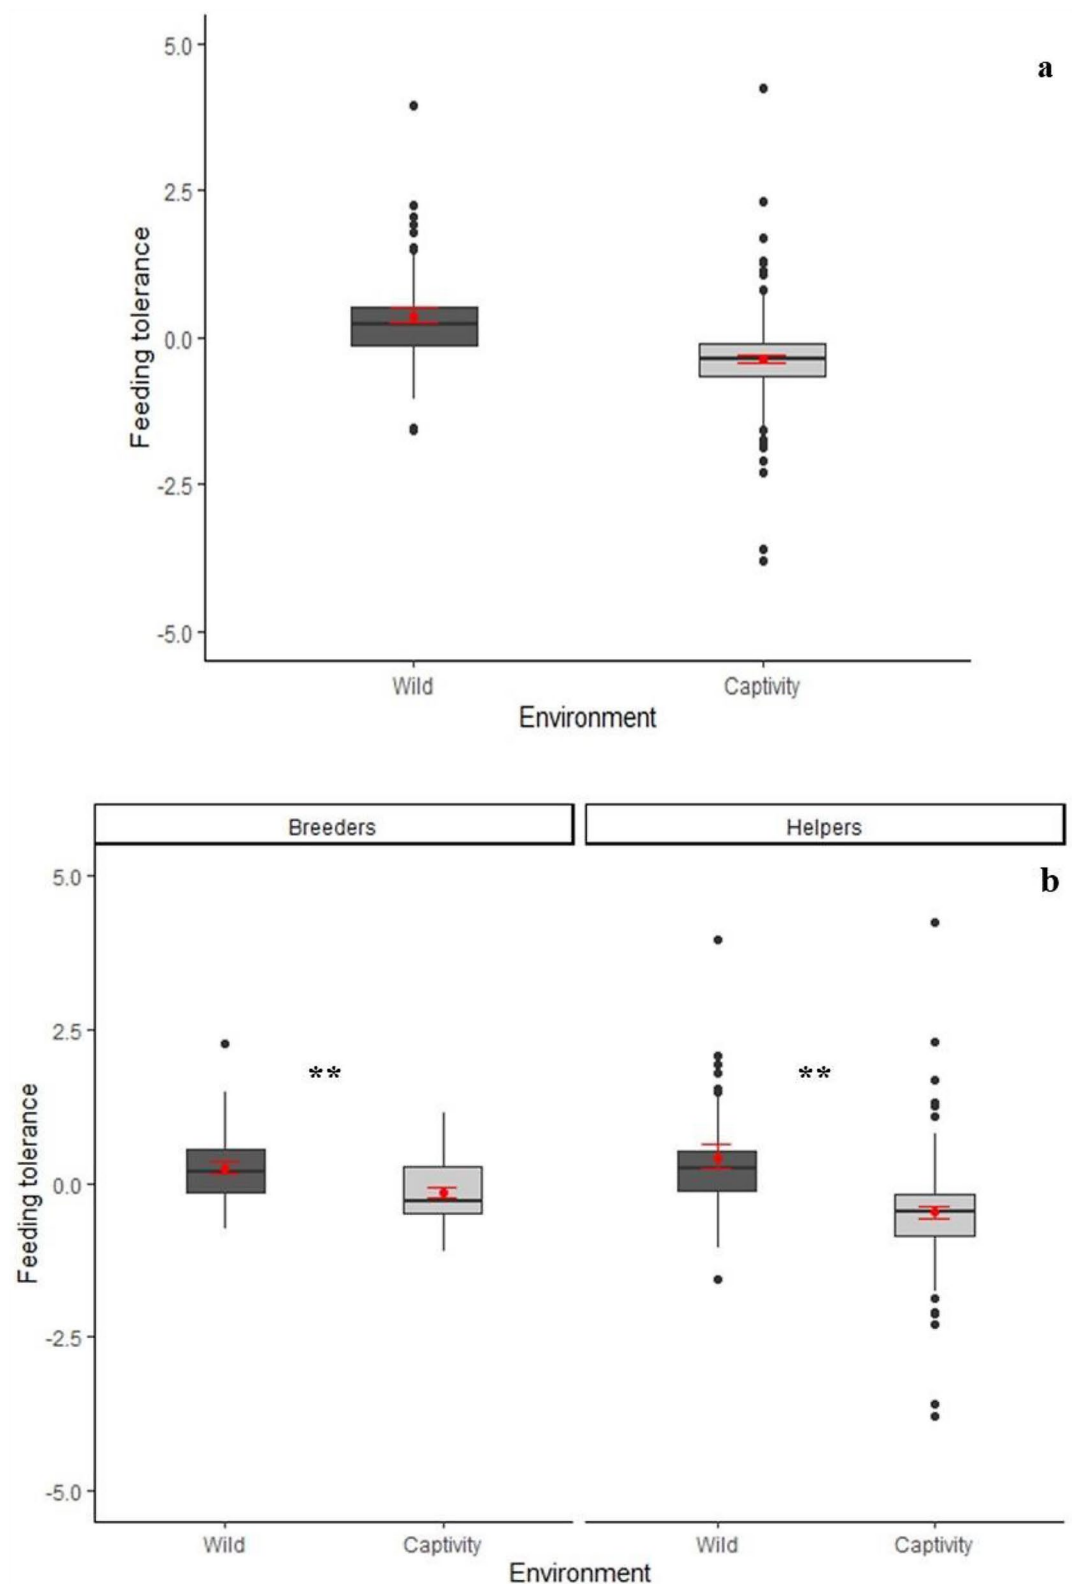 a
5.0
2.5
0.0
-2.5
-5.0
Feeding tolerance
Wild Captivity
Environment
Breeders Helpers
b
5.0
2.5
0.0
-2.5
-5.0
Feeding tolerance
** **
Wild Captivity Wild Captivity
Environment